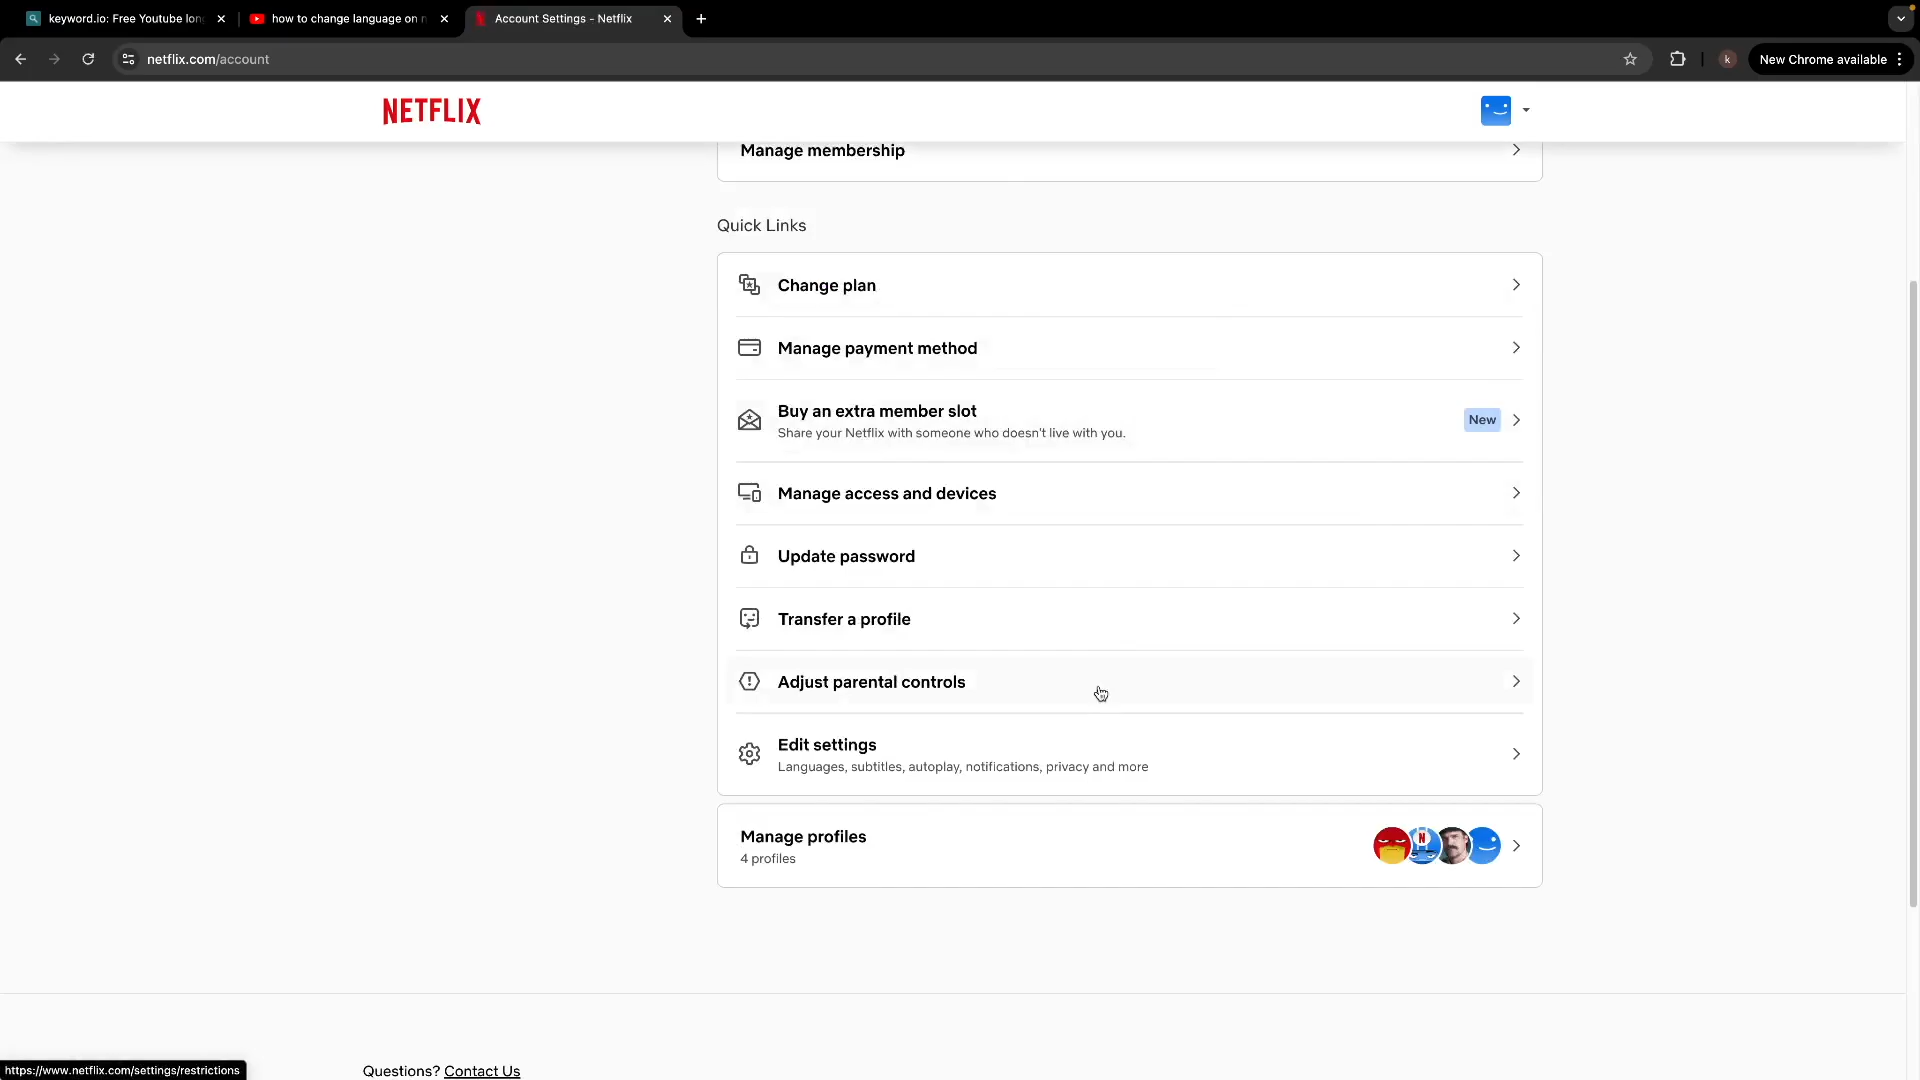 keyword.io: Free Youtube lon
how to change language on n
Account Settings - Netflix
netflix.com/account
k
New Chrome available
NETFLIX
Manage membership
Quick Links
Change plan
Manage payment method
Buy an extra member slot
Share your Netflix with someone who doesn't live with you.
New
Manage access and devices
Update password
Transfer a profile
Adjust parental controls
Edit settings
Languages, subtitles, autoplay, notifications, privacy and more
Manage profiles
4 profiles
N
Questions? Contact Us
https://www.netflix.com/settings/restrictions